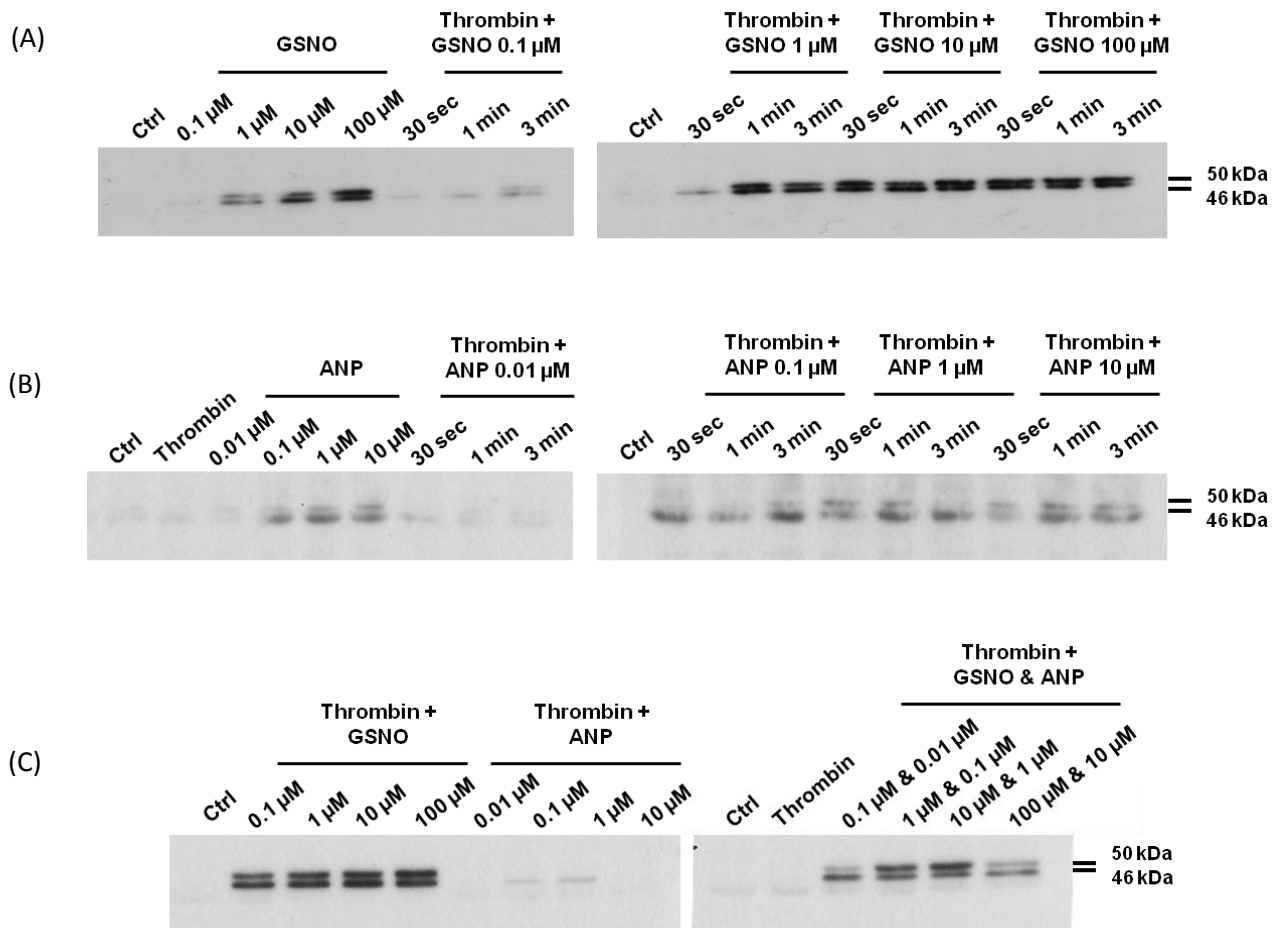 (A)
GSNO
Thrombin +
GSNO 0.1 µM
Thrombin +
GSNO 1 µM
Thrombin +
GSNO 10 µM
Thrombin +
GSNO 100 µM
Ctrl
0.1 µM
1 µM
10 µM
100 µM
30 sec
1 min
3 min
Ctrl
30 sec
1 min
3 min
30 sec
1 min
3 min
30 sec
1 min
3 min
50 kDa
46 kDa
(B)
ANP
Thrombin +
ANP 0.01 µM
Thrombin +
ANP 0.1 µM
Thrombin +
ANP 1 µM
Thrombin +
ANP 10 µM
Ctrl
Thrombin
0.01 µM
0.1 µM
1 µM
10 µM
30 sec
1 min
3 min
Ctrl
30 sec
1 min
3 min
30 sec
1 min
3 min
30 sec
1 min
3 min
50 kDa
46 kDa
(C)
Thrombin +
GSNO
Thrombin +
ANP
Thrombin +
GSNO & ANP
Ctrl
0.1 µM
1 µM
10 µM
100 µM
0.01 µM
0.1 µM
1 µM
10 µM
Ctrl
Thrombin
0.1 µM & 0.01 µM
1 µM & 0.1 µM
10 µM & 1 µM
100 µM & 10 µM
50 kDa
46 kDa